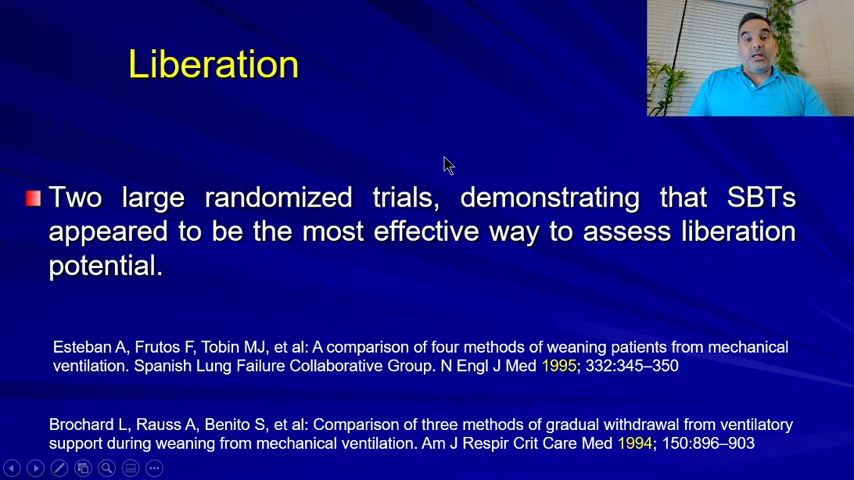 Liberation
Two large randomized trials, demonstrating that SBTs
appeared to be the most effective way to assess liberation
potential.
Esteban A, Frutos F, Tobin MJ, et al: A comparison of four methods of weaning patients from mechanical
ventilation. Spanish Lung Failure Collaborative Group. N Engl J Med 1995; 332:345–350
Brochard L, Rauss A, Benito S, et al: Comparison of three methods of gradual withdrawal from ventilatory
support during weaning from mechanical ventilation. Am J Respir Crit Care Med 1994; 150:896–903